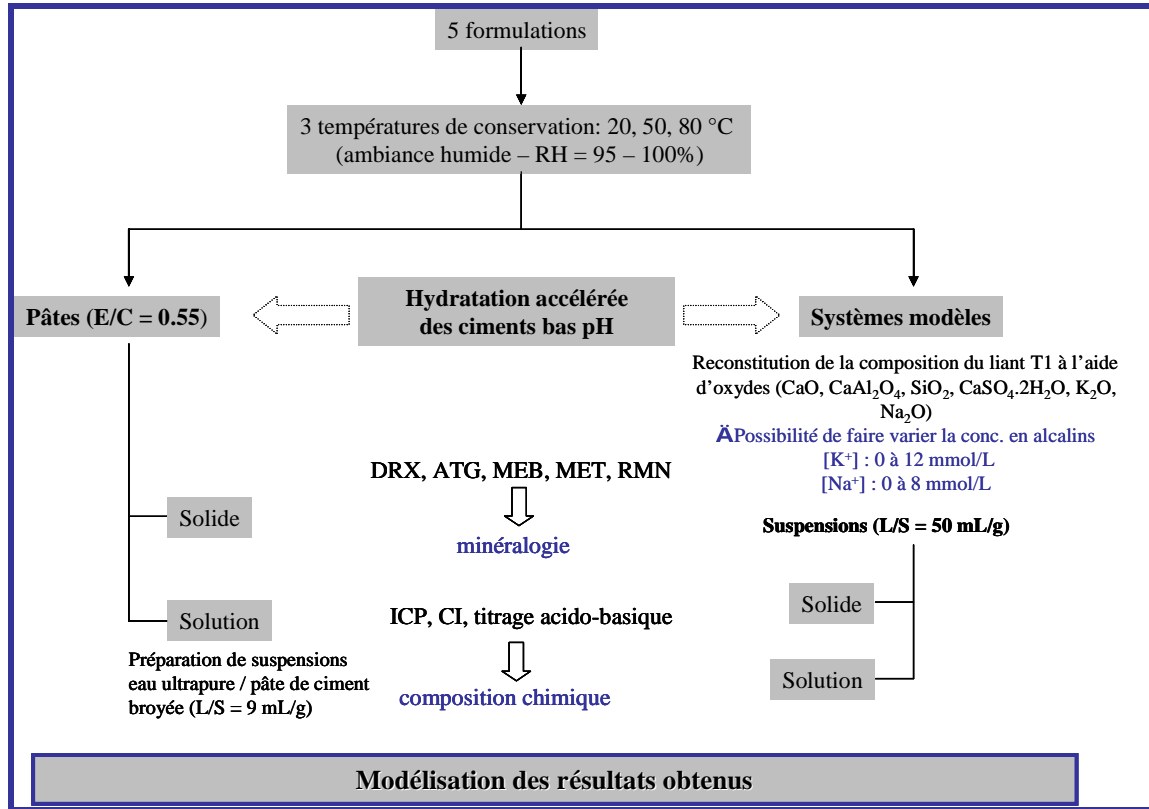 5 formulations
3 températures de conservation: 20, 50, 80 °C
(ambiance humide – RH = 95 – 100%)
Pâtes (E/C = 0.55)
Hydratation accélérée
des ciments bas pH
Systèmes modèles
Reconstitution de la composition du liant T1 à l'aide
d'oxydes (CaO, CaAl₂O₄, SiO₂, CaSO₄.2H₂O, K₂O,
Na₂O)
ÄPossibilité de faire varier la conc. en alcalins
[K⁺] : 0 à 12 mmol/L
[Na⁺] : 0 à 8 mmol/L
Suspensions (L/S = 50 mL/g)
DRX, ATG, MEB, MET, RMN
minéralogie
ICP, CI, titrage acido-basique
composition chimique
Solide
Solution
Préparation de suspensions
eau ultrapure / pâte de ciment
broyée (L/S = 9 mL/g)
Solide
Solution
Modélisation des résultats obtenus